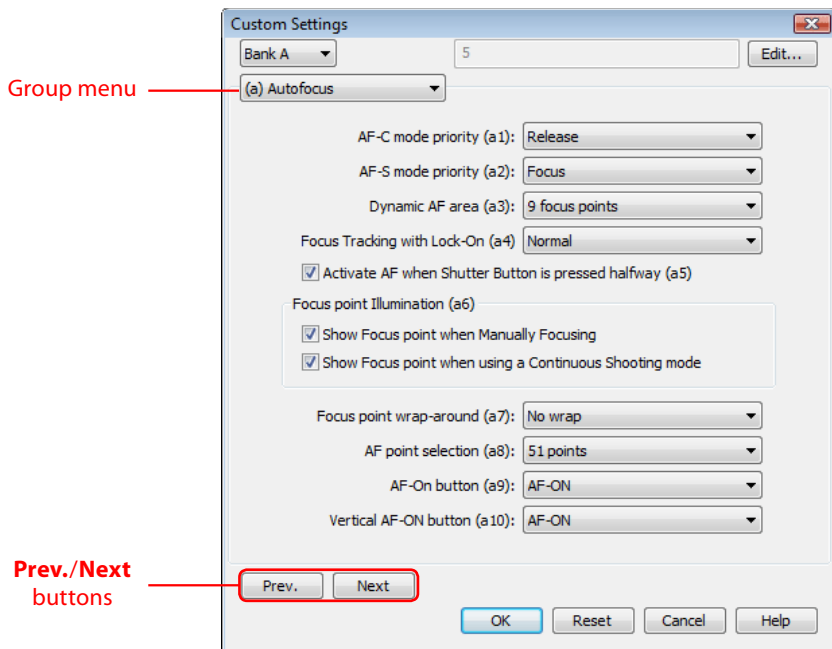 Custom Settings
Bank A
5
Edit...
Group menu
(a) Autofocus
AF-C mode priority (a1): Release
AF-S mode priority (a2): Focus
Dynamic AF area (a3): 9 focus points
Focus Tracking with Lock-On (a4) Normal
Activate AF when Shutter Button is pressed halfway (a5)
Focus point Illumination (a6)
Show Focus point when Manually Focusing
Show Focus point when using a Continuous Shooting mode
Focus point wrap-around (a7): No wrap
AF point selection (a8): 51 points
AF-On button (a9): AF-ON
Vertical AF-ON button (a10): AF-ON
Prev./Next
buttons
Prev. Next
OK Reset Cancel Help